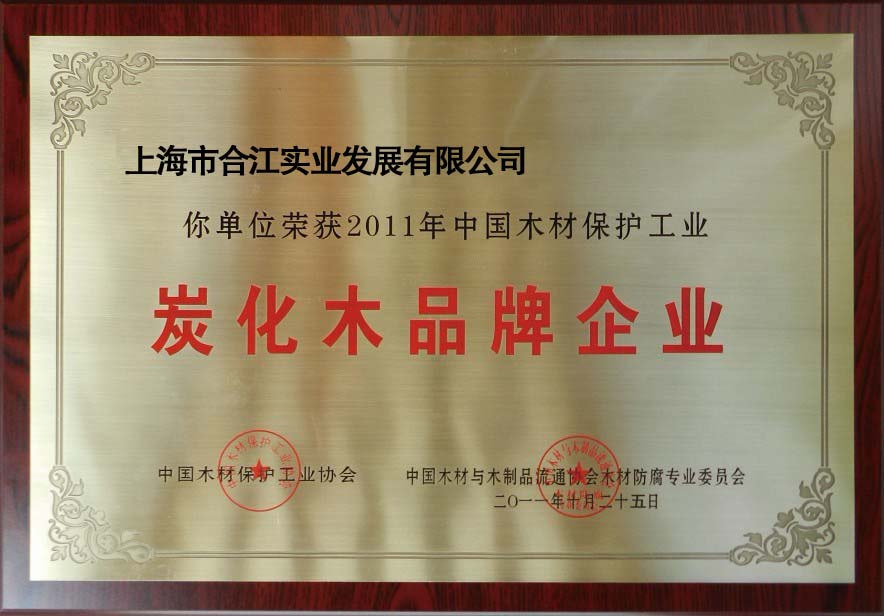 上海市合江实业发展有限公司
你单位荣获2011年中国木材保护工业
炭化木品牌企业
中国木材保护工业协会
中国木材与木制品流通协会木材防腐专业委员会
二〇一一年十月二十五日